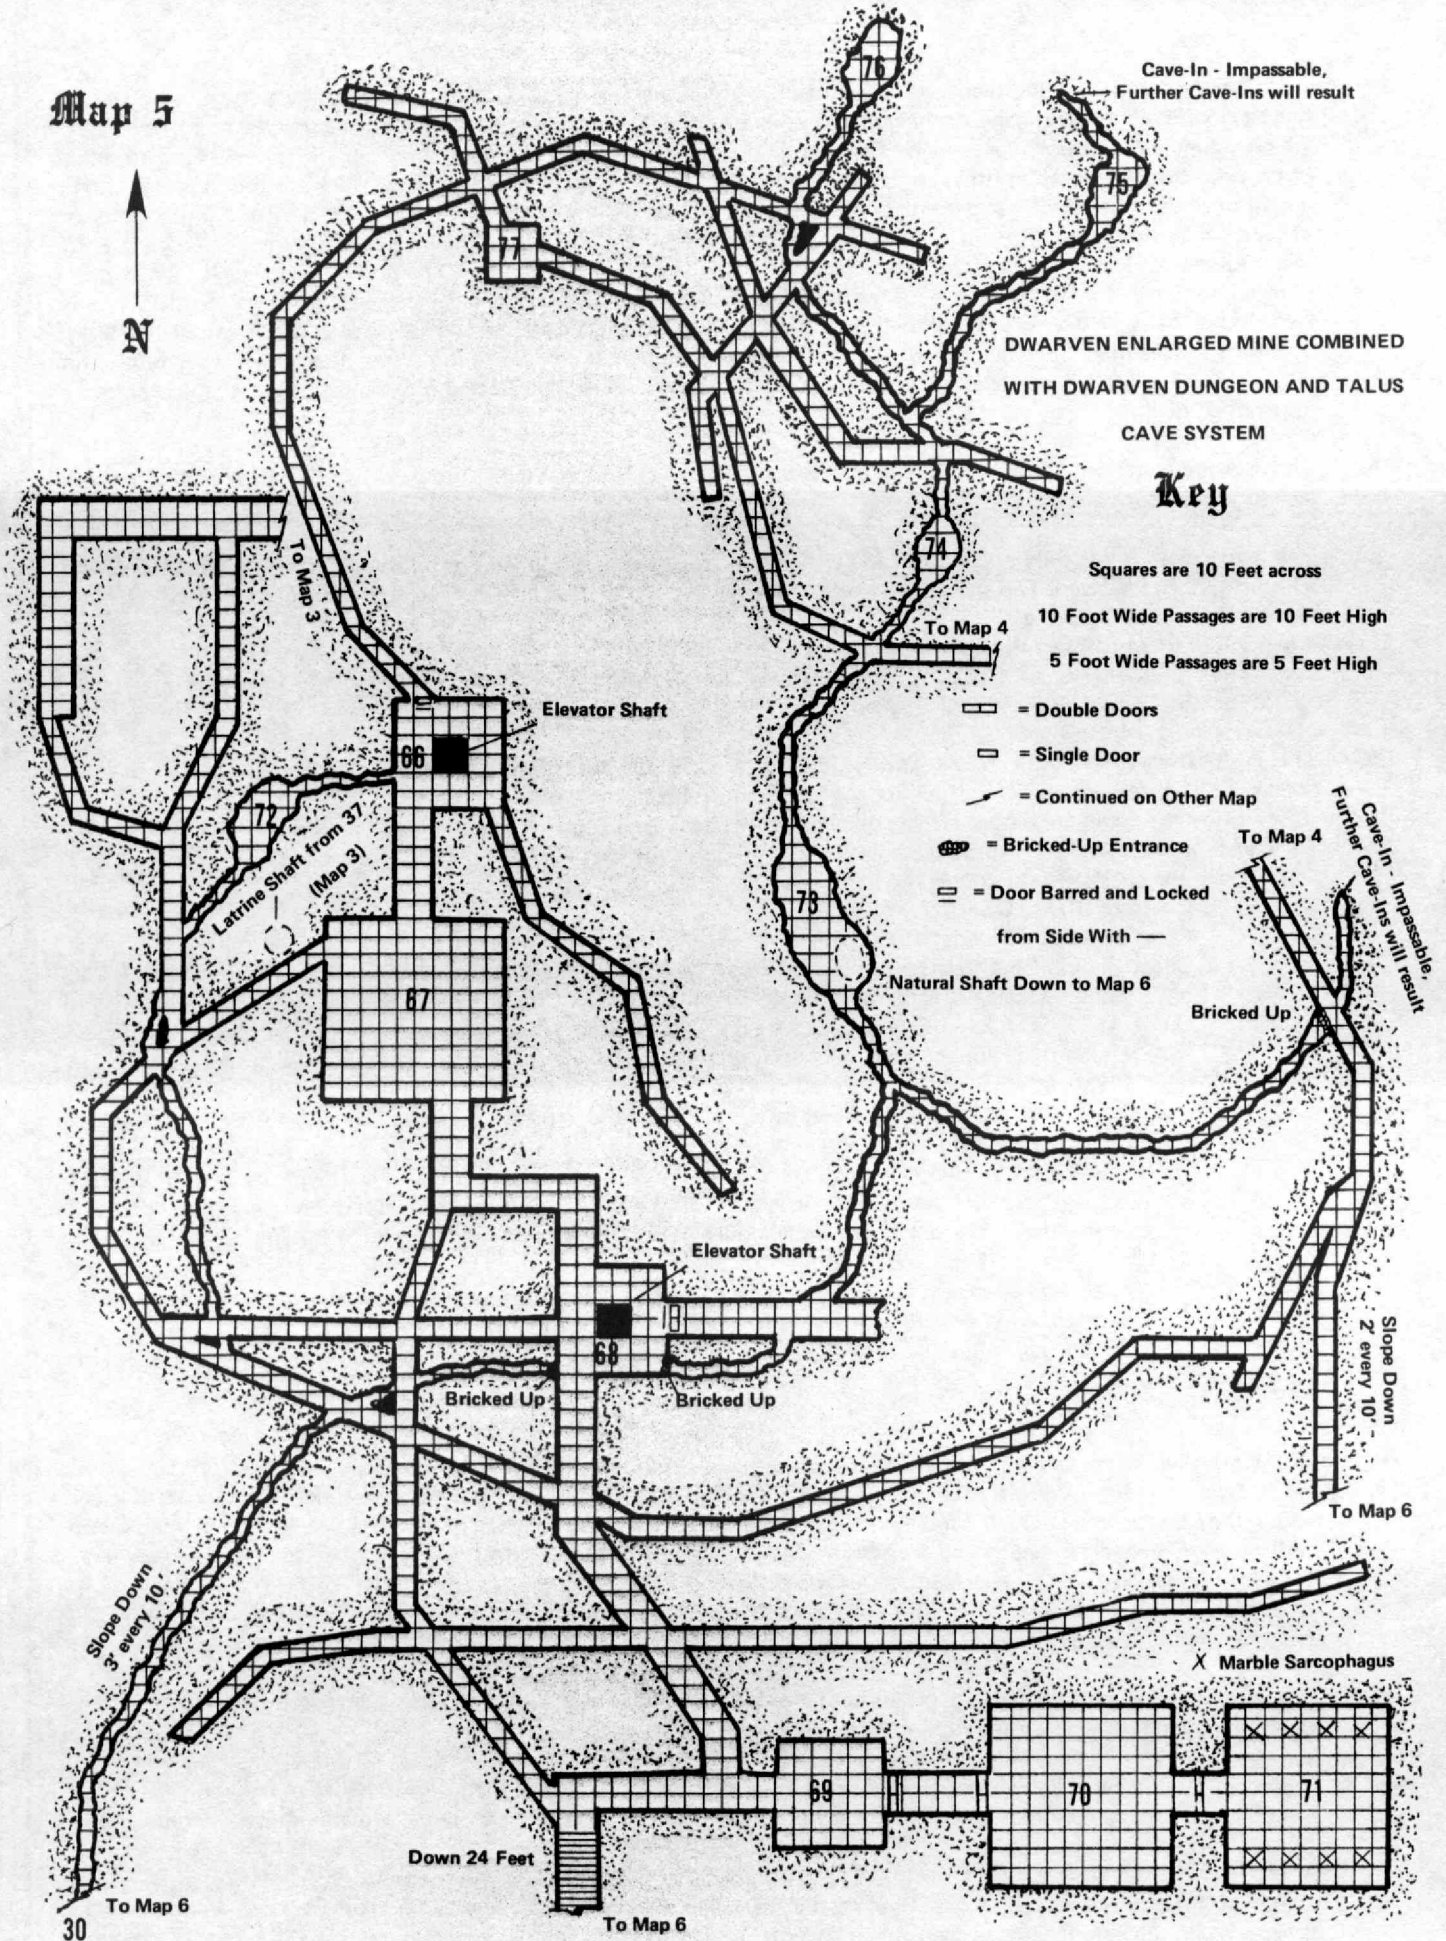 Map 5
N
76
Cave-In - Impassable,
Further Cave-Ins will result
75
77
DWARVEN ENLARGED MINE COMBINED
WITH DWARVEN DUNGEON AND TALUS
CAVE SYSTEM
Key
74
Squares are 10 Feet across
10 Foot Wide Passages are 10 Feet High
5 Foot Wide Passages are 5 Feet High
To Map 3
To Map 4
= Double Doors
= Single Door
= Continued on Other Map
= Bricked-Up Entrance
= Door Barred and Locked
from Side With —
Elevator Shaft
66
72
Latrine Shaft from 37
(Map 3)
73
Natural Shaft Down to Map 6
To Map 4
Cave-In - Impassable,
Further Cave-Ins will result
Bricked Up
67
Elevator Shaft
68
Bricked Up
Bricked Up
Slope Down
2' every 10'
To Map 6
Slope Down
3' every 10'
X Marble Sarcophagus
69
70
71
X X X X
X X X X
Down 24 Feet
To Map 6
To Map 6
30